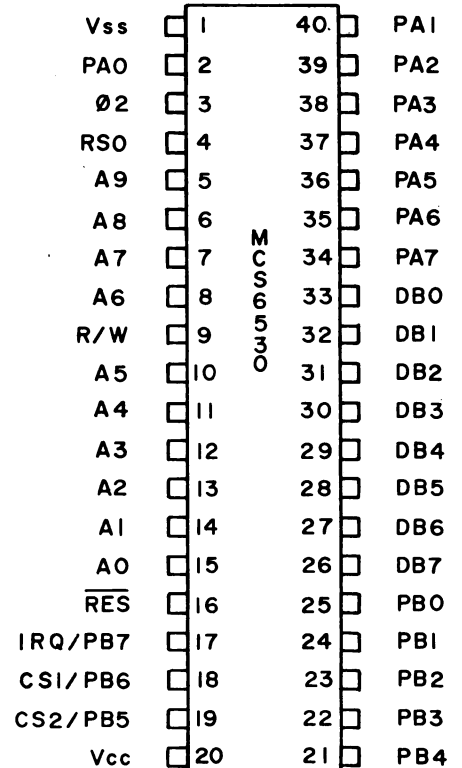 Vss 1 40. PA1
PA0 2 39 PA2
Ø2 3 38 PA3
RS0 4 37 PA4
A9 5 36 PA5
A8 6 35 PA6
A7 7 34 PA7
A6 8 33 DB0
R/W 9 32 DB1
A5 10 31 DB2
A4 11 30 DB3
A3 12 29 DB4
A2 13 28 DB5
A1 14 27 DB6
A0 15 26 DB7
RES 16 25 PB0
IRQ/PB7 17 24 PB1
CS1/PB6 18 23 PB2
CS2/PB5 19 22 PB3
Vcc 20 21 PB4
MCS6530